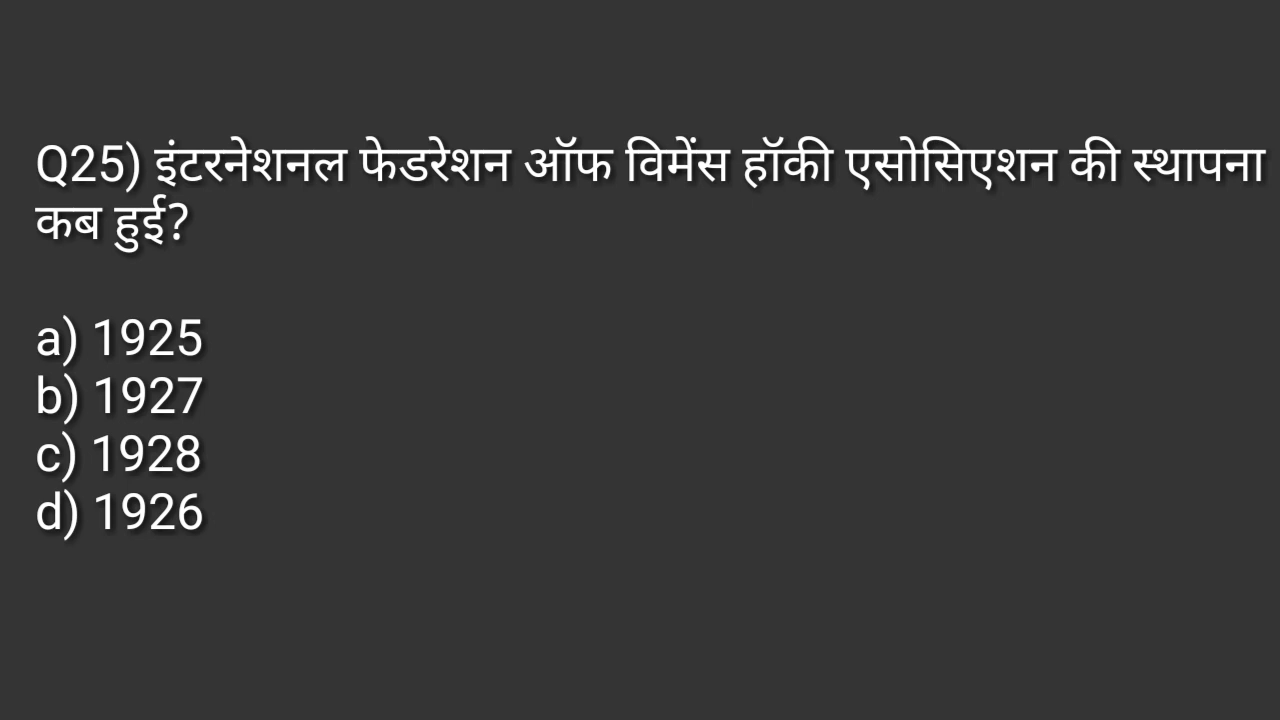 Q25) इंटरनेशनल फेडरेशन ऑफ विमेंस हॉकी एसोसिएशन की स्थापना
कब हुई?
a) 1925
b) 1927
c) 1928
d) 1926